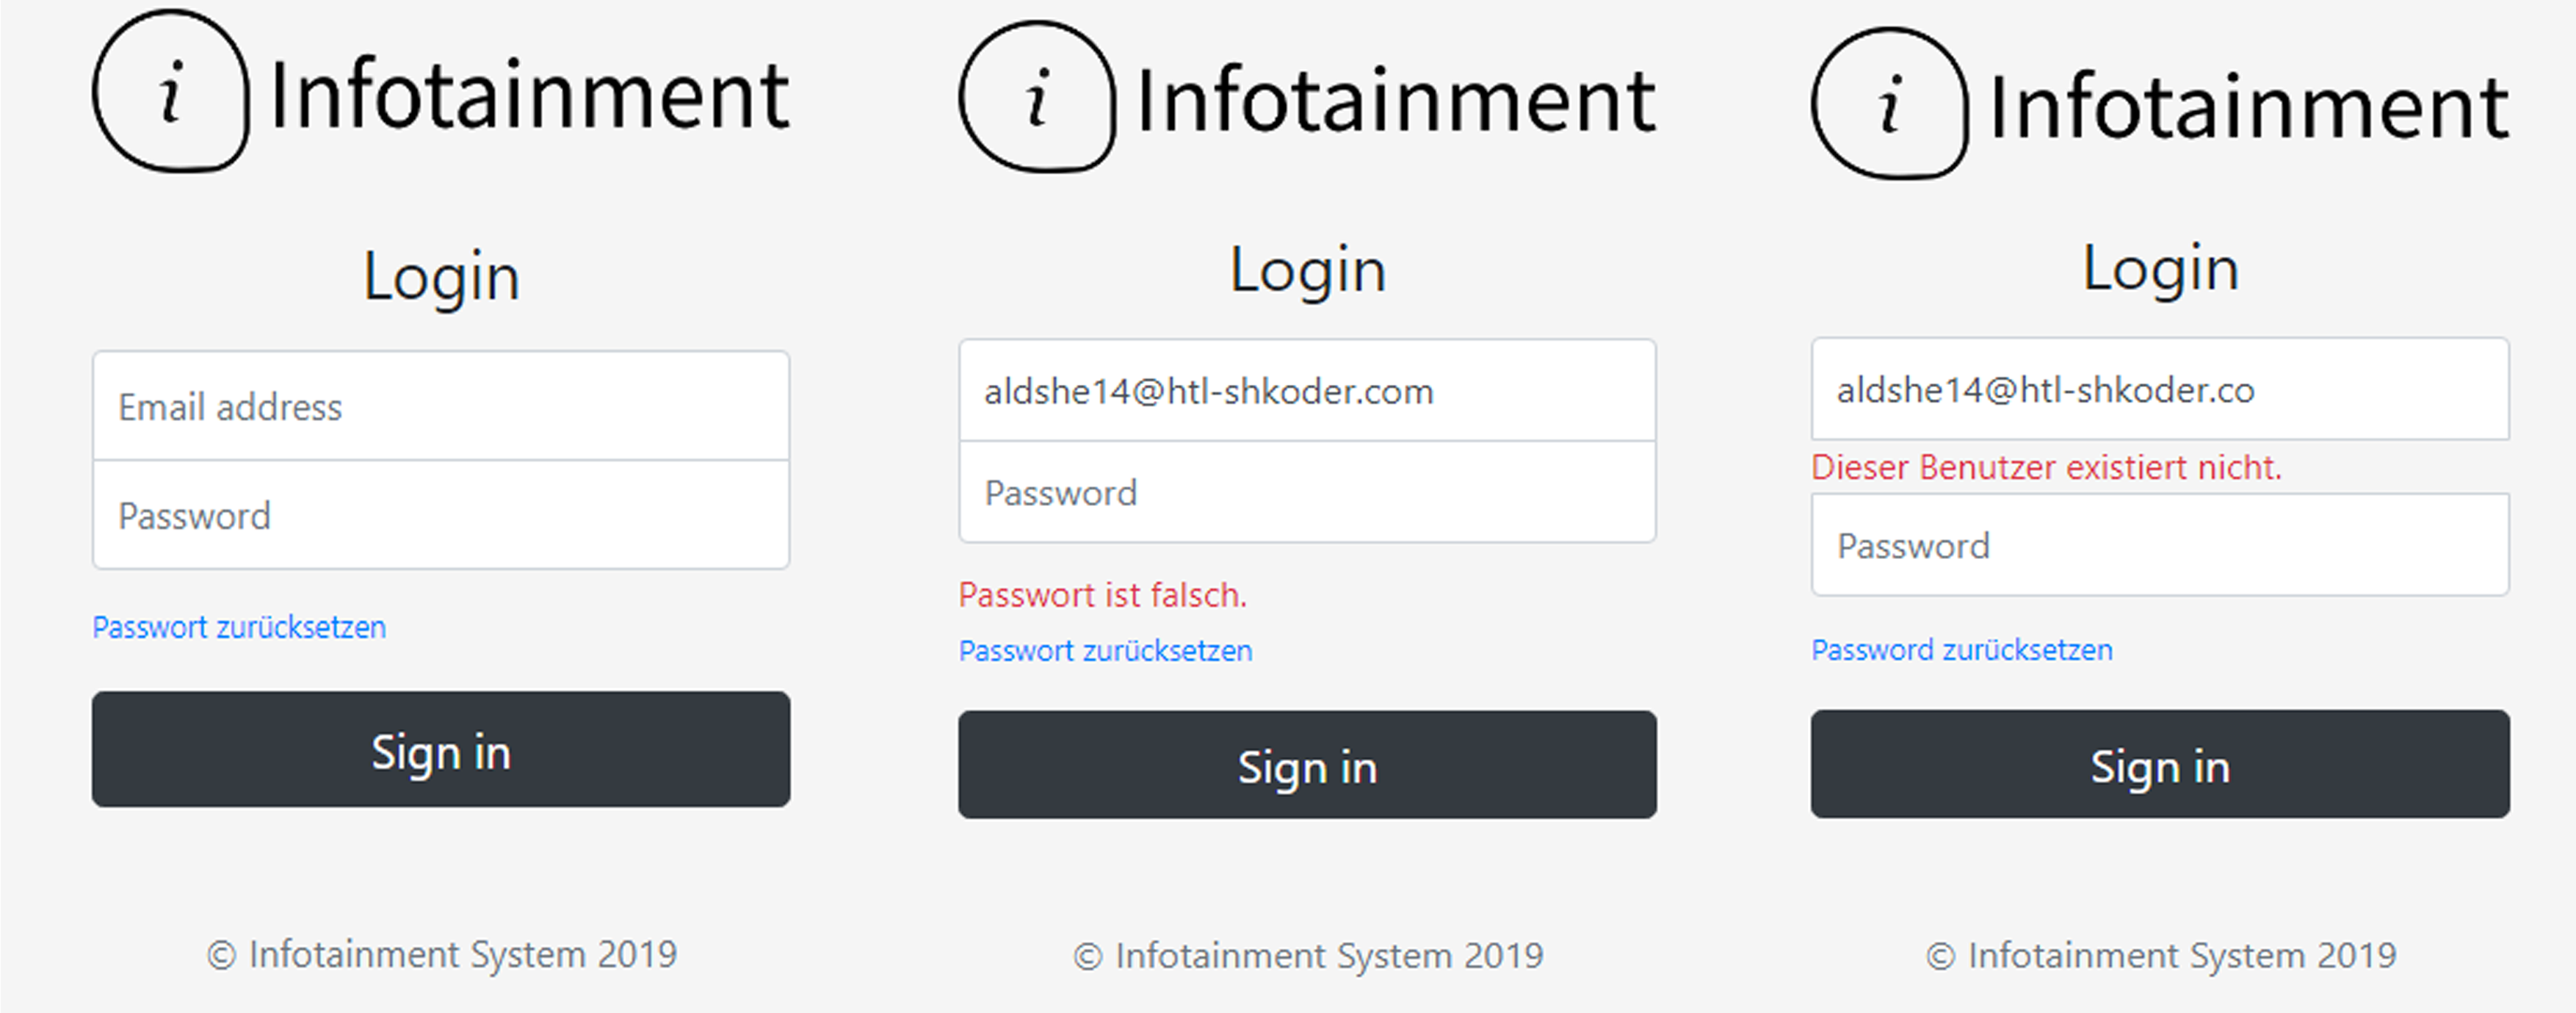 i Infotainment
Login
Email address
Password
Passwort zurücksetzen
Sign in
© Infotainment System 2019
i Infotainment
Login
aldshe14@htl-shkoder.com
Password
Passwort ist falsch.
Passwort zurücksetzen
Sign in
© Infotainment System 2019
i Infotainment
Login
aldshe14@htl-shkoder.co
Dieser Benutzer existiert nicht.
Password
Password zurücksetzen
Sign in
© Infotainment System 2019